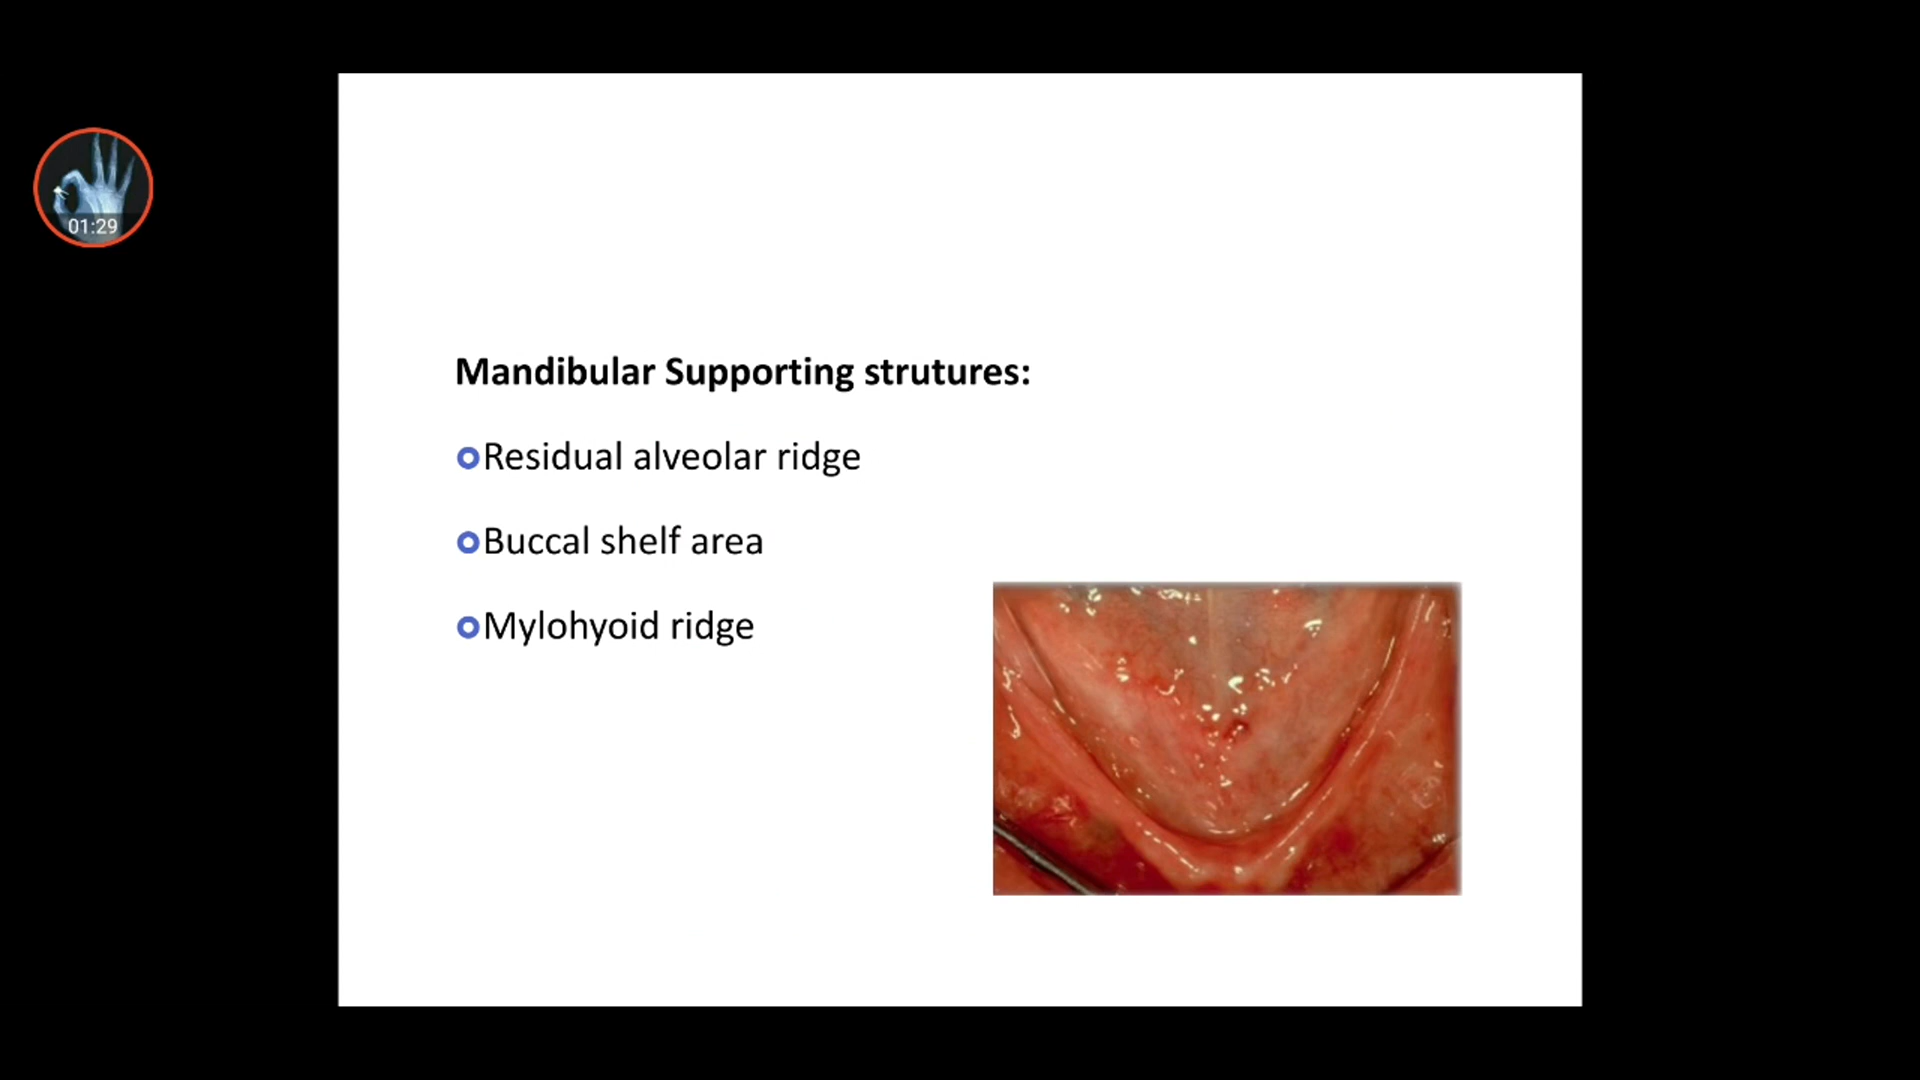 01:29
Mandibular Supporting strutures:
Residual alveolar ridge
Buccal shelf area
Mylohyoid ridge